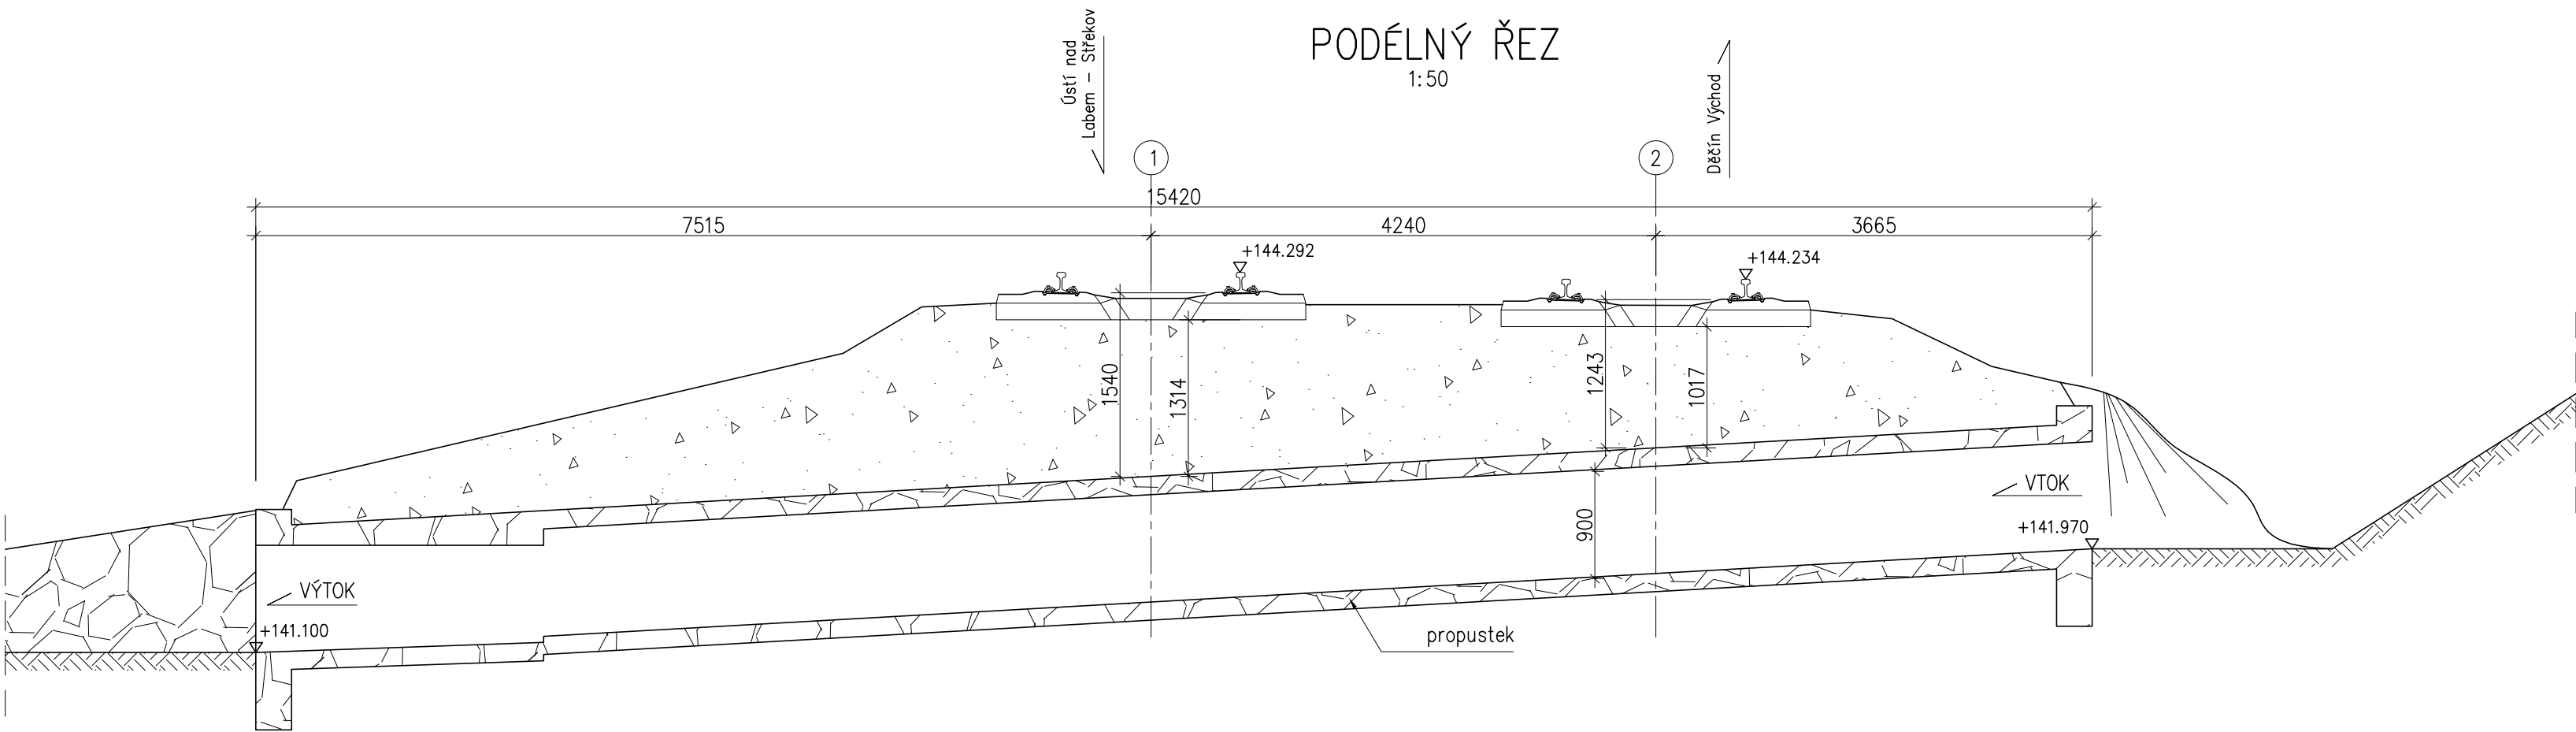 PODÉLNÝ ŘEZ
1:50
Ústí nad
Labem - Střekov
Děčín Východ
1
2
15420
7515
4240
3665
+144.292
+144.234
1540
1314
1243
1017
900
VTOK
+141.970
VÝTOK
+141.100
propustek